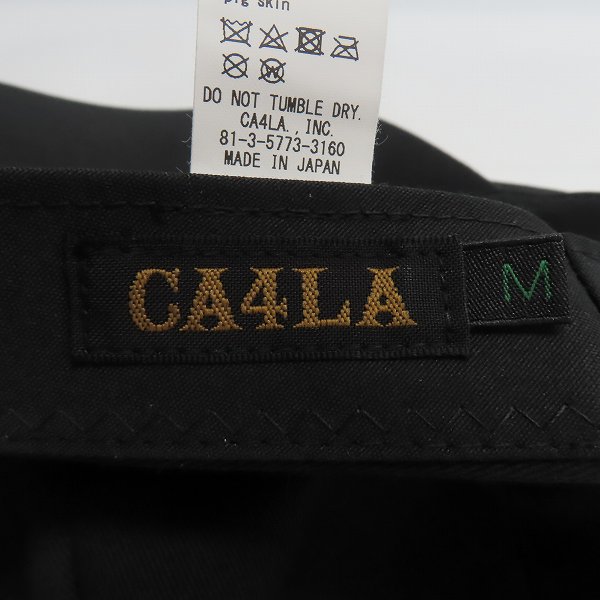 pig skin
DO NOT TUMBLE DRY.
CA4LA., INC.
81-3-5773-3160
MADE IN JAPAN
CA4LA
M